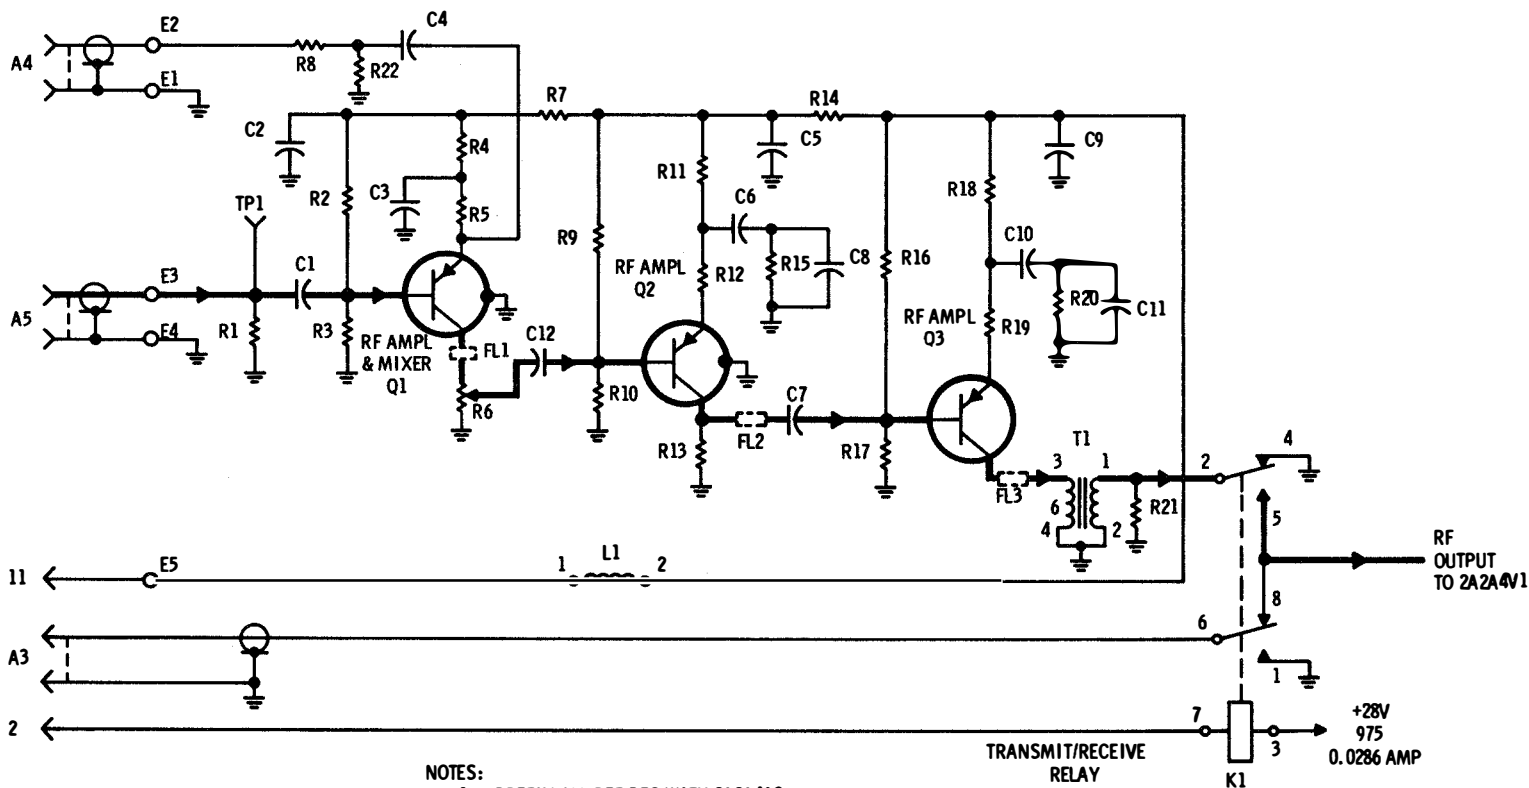 E2
C4
A4
R8
R22
E1
R7
R14
C2
R4
C5
C9
R11
R18
R2
C3
R5
C6
TP1
R9
C10
E3
C1
RF AMPL
Q2
R12
R15
C8
R16
R20
C11
A5
R1
E4
R3
RF AMPL
& MIXER
Q1
FL1
C12
RF AMPL
Q3
R19
R6
R10
C7
R13
FL2
R17
T1
3
1
2
4
FL3
6
4
2
R21
5
RF
OUTPUT
TO 2A2A4V1
11
E5
1
L1
2
8
6
A3
1
2
7
3
+28V
975
0.0286 AMP
TRANSMIT/RECEIVE
RELAY
K1
NOTES: